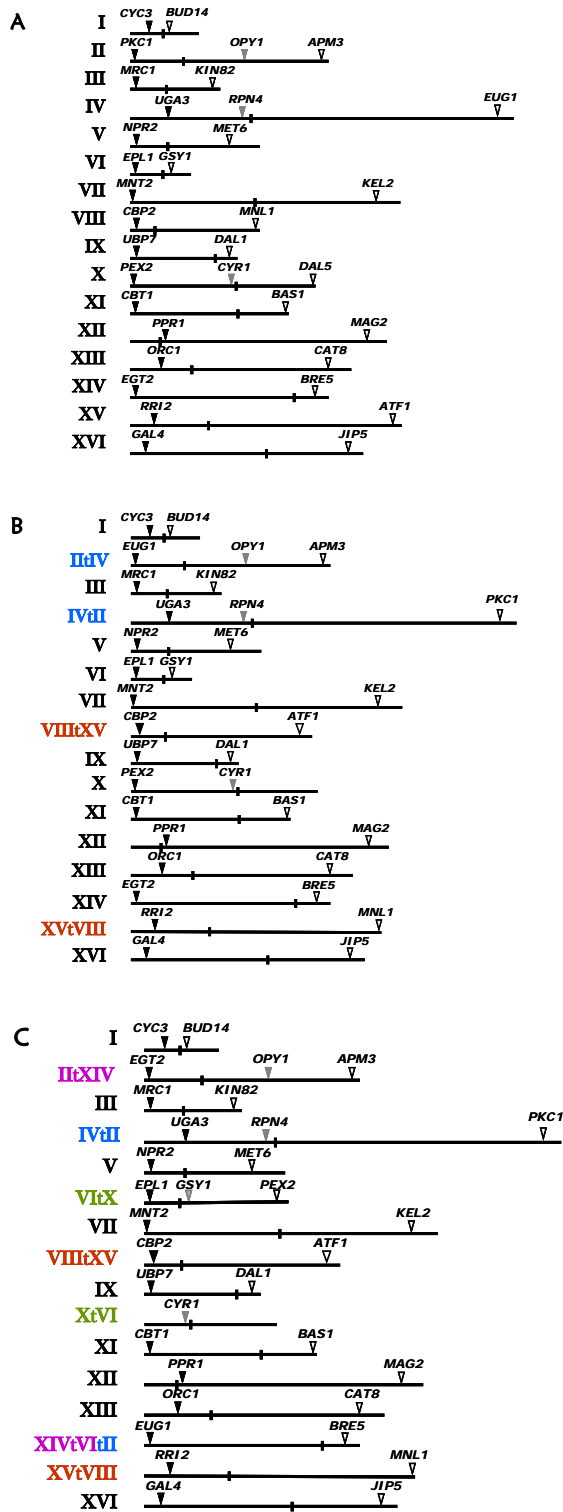 A
I CYC3 BUD14
II PKC1 OPY1 APM3
III MRC1 KIN82
IV UGA3 RPN4 EUG1
V NPR2 MET6
VI EPL1 GSY1
VII MNT2 KEL2
VIII CBP2 MNL1
IX UBP7 DAL1
X PEX2 CYR1 DAL5
XI CBT1 BAS1
XII PPR1 MAG2
XIII ORC1 CAT8
XIV EGT2 BRE5
XV RRI2 ATF1
XVI GAL4 JIP5
B
I CYC3 BUD14
IItIV EUG1 OPY1 APM3
III MRC1 KIN82
IVtII UGA3 RPN4 PKC1
V NPR2 MET6
VI EPL1 GSY1
VII MNT2 KEL2
VIIItXV CBP2 ATF1
IX UBP7 DAL1
X PEX2 CYR1
XI CBT1 BAS1
XII PPR1 MAG2
XIII ORC1 CAT8
XIV EGT2 BRE5
XVtVIII RRI2 MNL1
XVI GAL4 JIP5
C
I CYC3 BUD14
IItXIV EGT2 OPY1 APM3
III MRC1 KIN82
IVtII UGA3 RPN4 PKC1
V NPR2 MET6
VItX EPL1 GSY1 PEX2
VII MNT2 KEL2
VIIItXV CBP2 ATF1
IX UBP7 DAL1
XtVI CYR1
XI CBT1 BAS1
XII PPR1 MAG2
XIII ORC1 CAT8
XIVtVItII EUG1 BRE5
XVtVIII RRI2 MNL1
XVI GAL4 JIP5